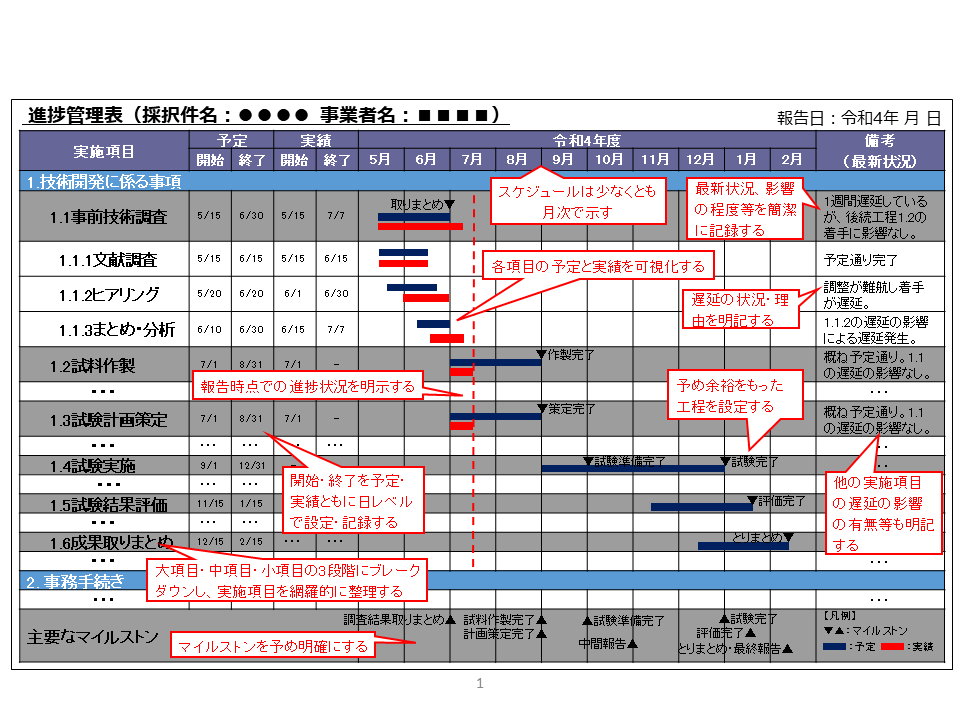 進捗管理表（採択件名：●●●● 事業者名：■■■■）
報告日：令和4年 月 日
実施項目 予定 実績 令和4年度 備考（最新状況）
開始 終了 開始 終了 5月 6月 7月 8月 9月 10月 11月 12月 1月 2月
1.技術開発に係る事項
スケジュールは少なくとも
月次で示す
最新状況、影響
の程度等を簡潔
に記録する
1.1事前技術調査 5/15 6/30 5/15 7/7 取りまとめ▼
1週間遅延している
が、後続工程1.2の
着手に影響なし。
1.1.1文献調査 5/15 6/15 5/15 6/15 予定通り完了
各項目の予定と実績を可視化する
1.1.2ヒアリング 5/20 6/20 6/1 6/30
調整が難航し着手
が遅延。
遅延の状況・理
由を明記する
1.1.3まとめ・分析 6/10 6/30 6/15 7/7
1.1.2の遅延の影響
による遅延発生。
1.2試料作製 7/1 8/31 7/1 - ▼作製完了
概ね予定通り。1.1
の遅延の影響なし。
報告時点での進捗状況を明示する
･･･ ･･･
予め余裕をもった
工程を設定する
1.3試験計画策定 7/1 8/31 7/1 - ▼策定完了
概ね予定通り。1.1
の遅延の影響なし。
･･･ ･･･ ･･･ ･･･
1.4試験実施 9/1 12/31 ▼試験準備完了 ▼試験完了
･･･ ･･･ ･･･
開始・終了を予定・
実績ともに日レベル
で設定・記録する
他の実施項目
の遅延の影響
の有無等も明記
する
1.5試験結果評価 11/15 1/15 ▼評価完了
･･･ ･･･ ･･･
1.6成果取りまとめ 12/15 2/15 ･･･ ･･･ とりまとめ▼
･･･ ･･･
大項目・中項目・小項目の3段階にブレーク
ダウンし、実施項目を網羅的に整理する
2. 事務手続き
･･･ ･･･
主要なマイルストン
調査結果取りまとめ▲ 試料作製完了▲ ▲試験準備完了 ▲試験完了
計画策定完了▲ 評価完了▲
中間報告▲ とりまとめ・最終報告▲
マイルストンを予め明確にする
【凡例】
▼▲：マイルストン
：予定 ：実績
1